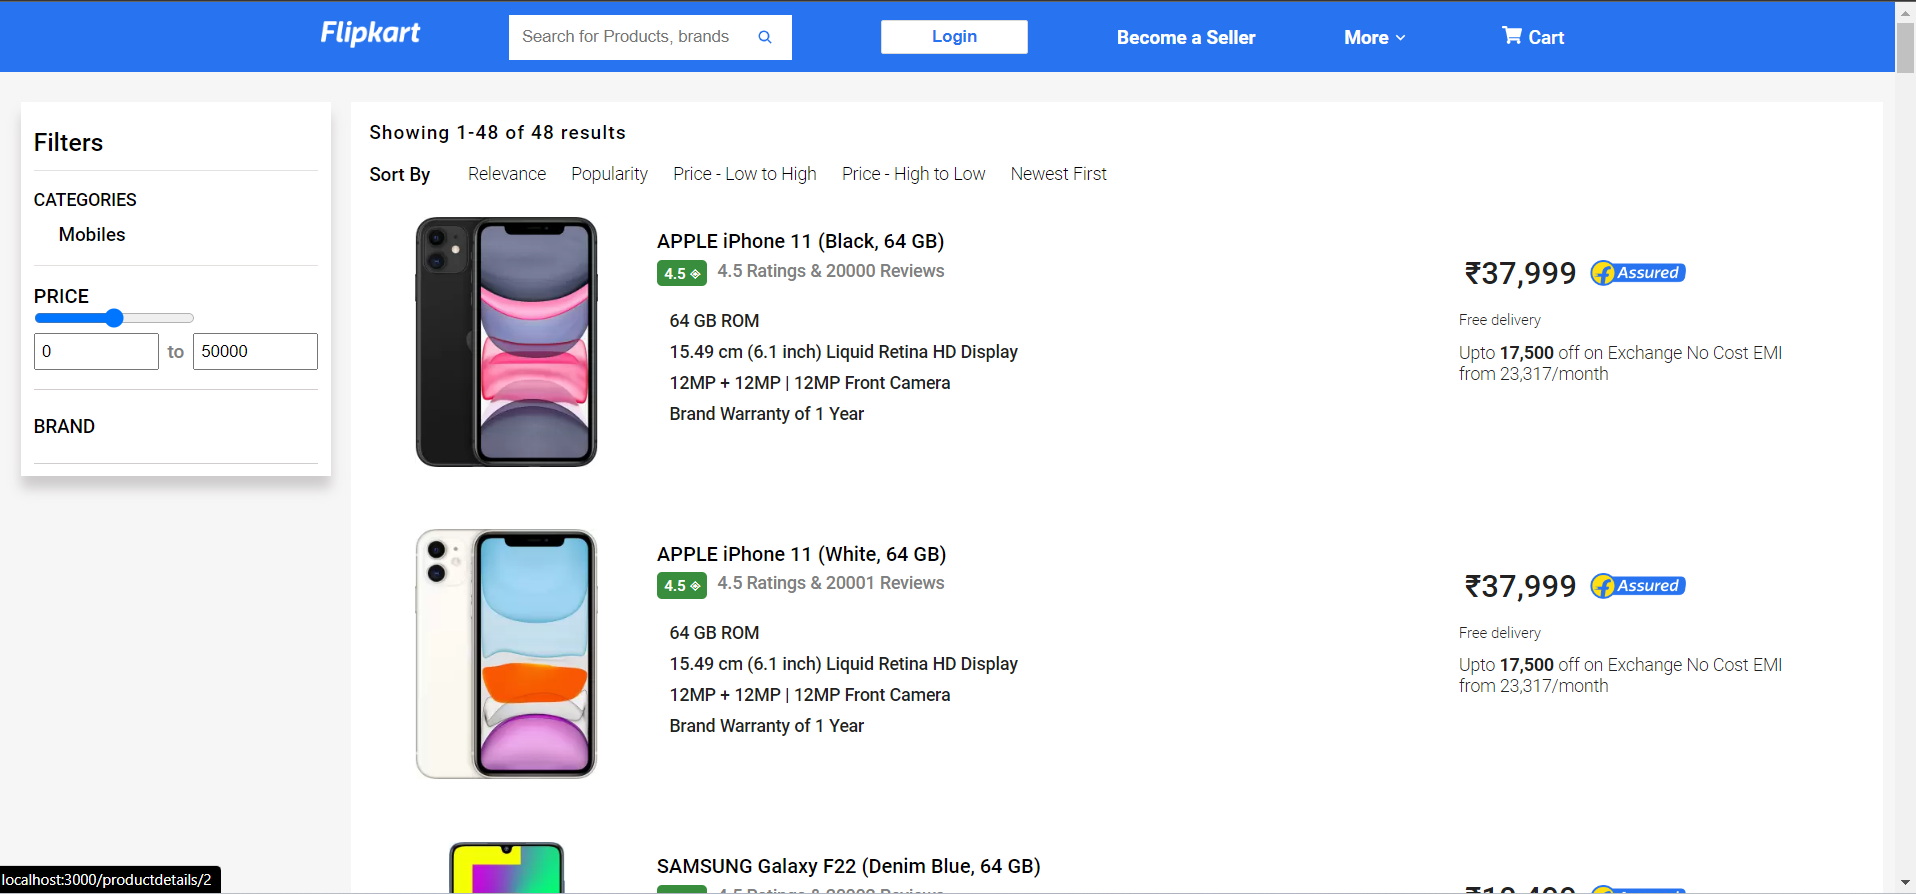 Flipkart
Search for Products, brands
Login
Become a Seller
More
Cart
Filters
CATEGORIES
Mobiles
PRICE
0 to 50000
BRAND
Showing 1-48 of 48 results
Sort By Relevance Popularity Price - Low to High Price - High to Low Newest First
APPLE iPhone 11 (Black, 64 GB)
4.5 4.5 Ratings & 20000 Reviews
64 GB ROM
15.49 cm (6.1 inch) Liquid Retina HD Display
12MP + 12MP | 12MP Front Camera
Brand Warranty of 1 Year
₹37,999 Assured
Free delivery
Upto 17,500 off on Exchange No Cost EMI
from 23,317/month
APPLE iPhone 11 (White, 64 GB)
4.5 4.5 Ratings & 20001 Reviews
64 GB ROM
15.49 cm (6.1 inch) Liquid Retina HD Display
12MP + 12MP | 12MP Front Camera
Brand Warranty of 1 Year
₹37,999 Assured
Free delivery
Upto 17,500 off on Exchange No Cost EMI
from 23,317/month
SAMSUNG Galaxy F22 (Denim Blue, 64 GB)
localhost:3000/productdetails/2